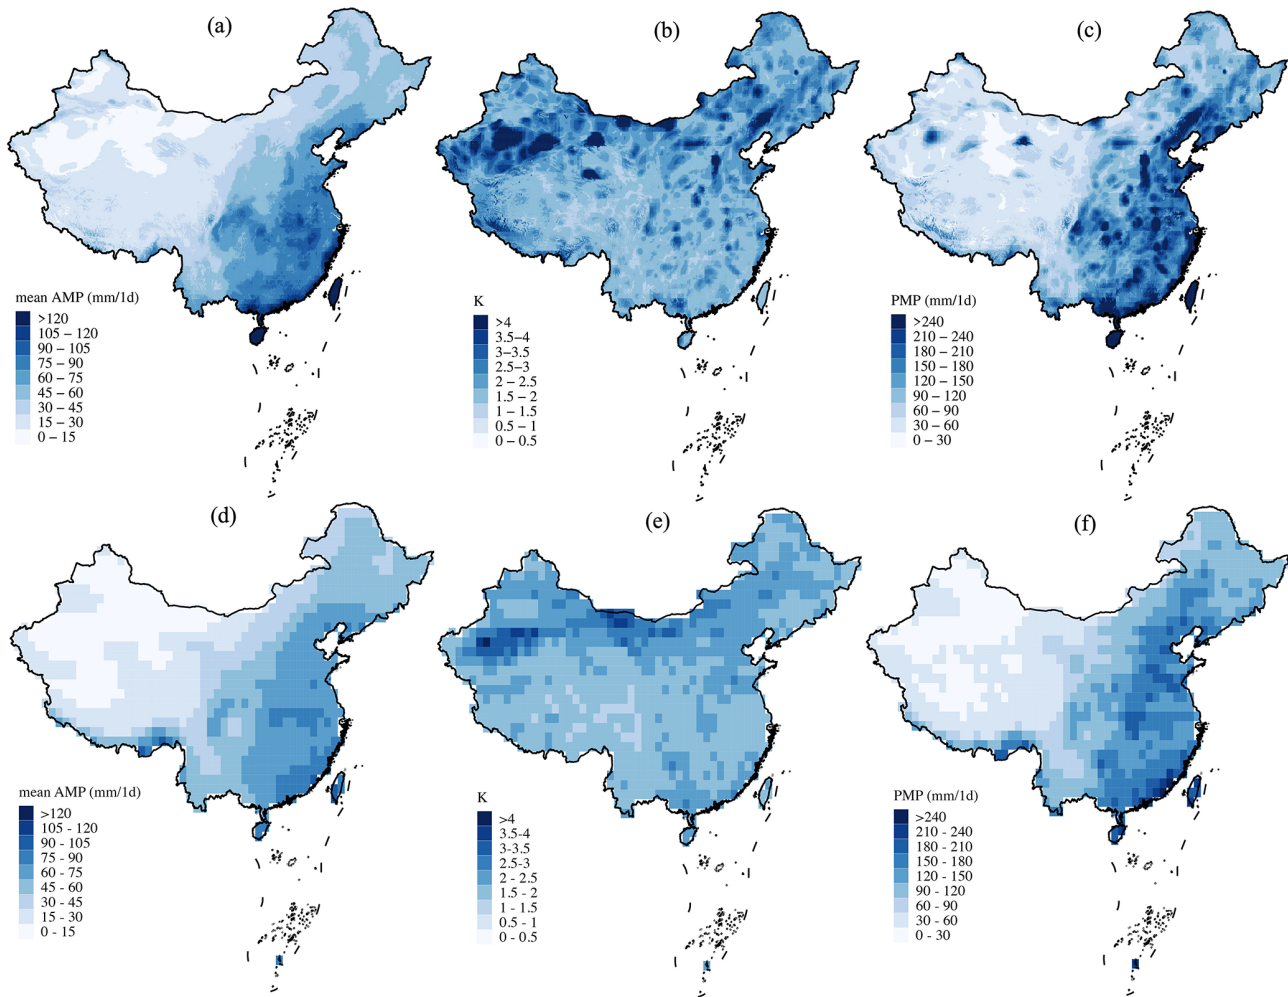 (a)
(b)
(c)
mean AMP (mm/1d)
>120
105 – 120
90 – 105
75 – 90
60 – 75
45 – 60
30 – 45
15 – 30
0 – 15
K
>4
3.5–4
3–3.5
2.5–3
2 – 2.5
1.5 – 2
1 – 1.5
0.5 – 1
0 – 0.5
PMP (mm/1d)
>240
210 – 240
180 – 210
150 – 180
120 – 150
90 – 120
60 – 90
30 – 60
0 – 30
(d)
(e)
(f)
mean AMP (mm/1d)
>120
105 - 120
90 - 105
75 - 90
60 - 75
45 - 60
30 - 45
15 - 30
0 - 15
K
>4
3.5-4
3-3.5
2.5-3
2 - 2.5
1.5 - 2
1 - 1.5
0.5 - 1
0 - 0.5
PMP (mm/1d)
>240
210 - 240
180 - 210
150 - 180
120 - 150
90 - 120
60 - 90
30 - 60
0 - 30